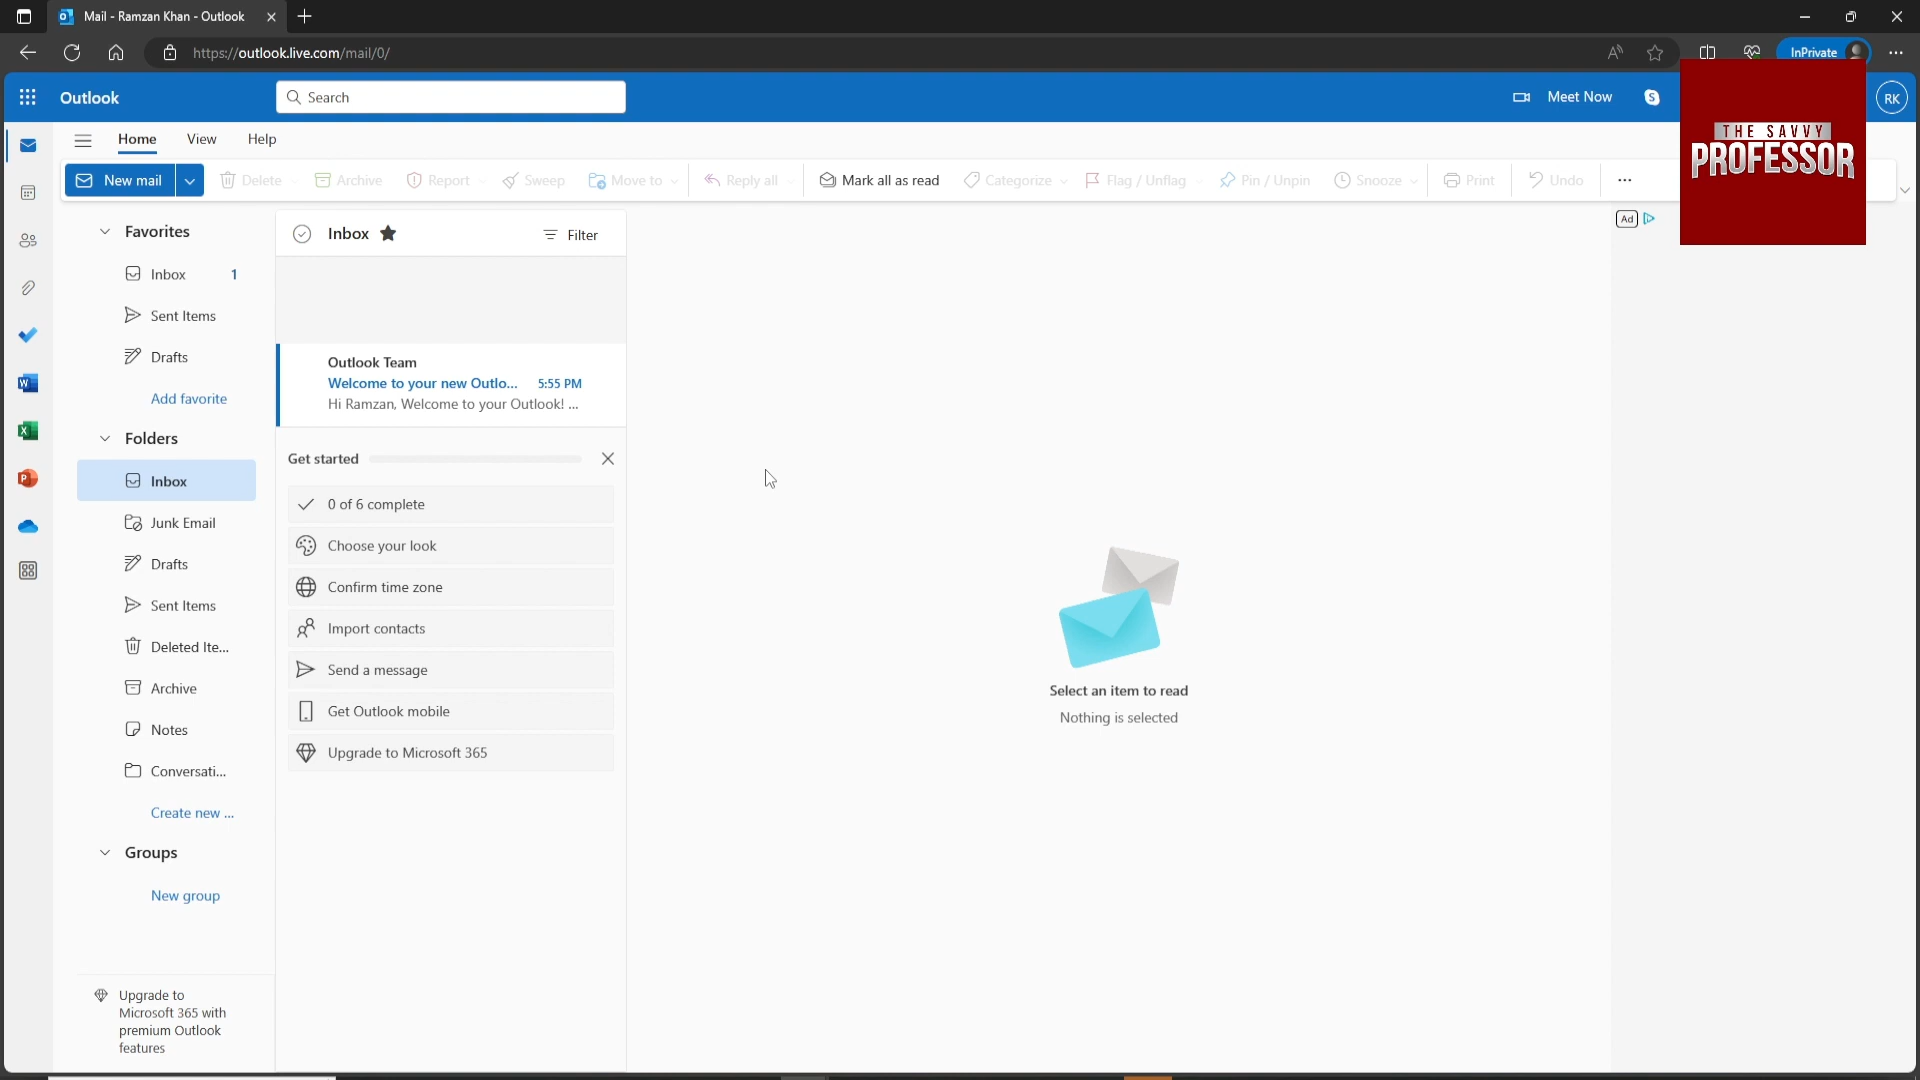 Mail - Ramzan Khan - Outlook
https://outlook.live.com/mail/0/
InPrivate
Outlook
Search
Meet Now
RK
THE SAVVY
PROFESSOR
Home View Help
New mail Delete Archive Report Sweep Move to Reply all Mark all as read Categorize Flag / Unflag Pin / Unpin Snooze Print Undo ...
Ad
Favorites
Inbox 1
Sent Items
Drafts
Add favorite
Folders
Inbox
Junk Email
Drafts
Sent Items
Deleted Ite...
Archive
Notes
Conversati...
Create new ...
Groups
New group
Upgrade to
Microsoft 365 with
premium Outlook
features
Inbox Filter
Outlook Team
Welcome to your new Outlo... 5:55 PM
Hi Ramzan, Welcome to your Outlook! ...
Get started
0 of 6 complete
Choose your look
Confirm time zone
Import contacts
Send a message
Get Outlook mobile
Upgrade to Microsoft 365
Select an item to read
Nothing is selected